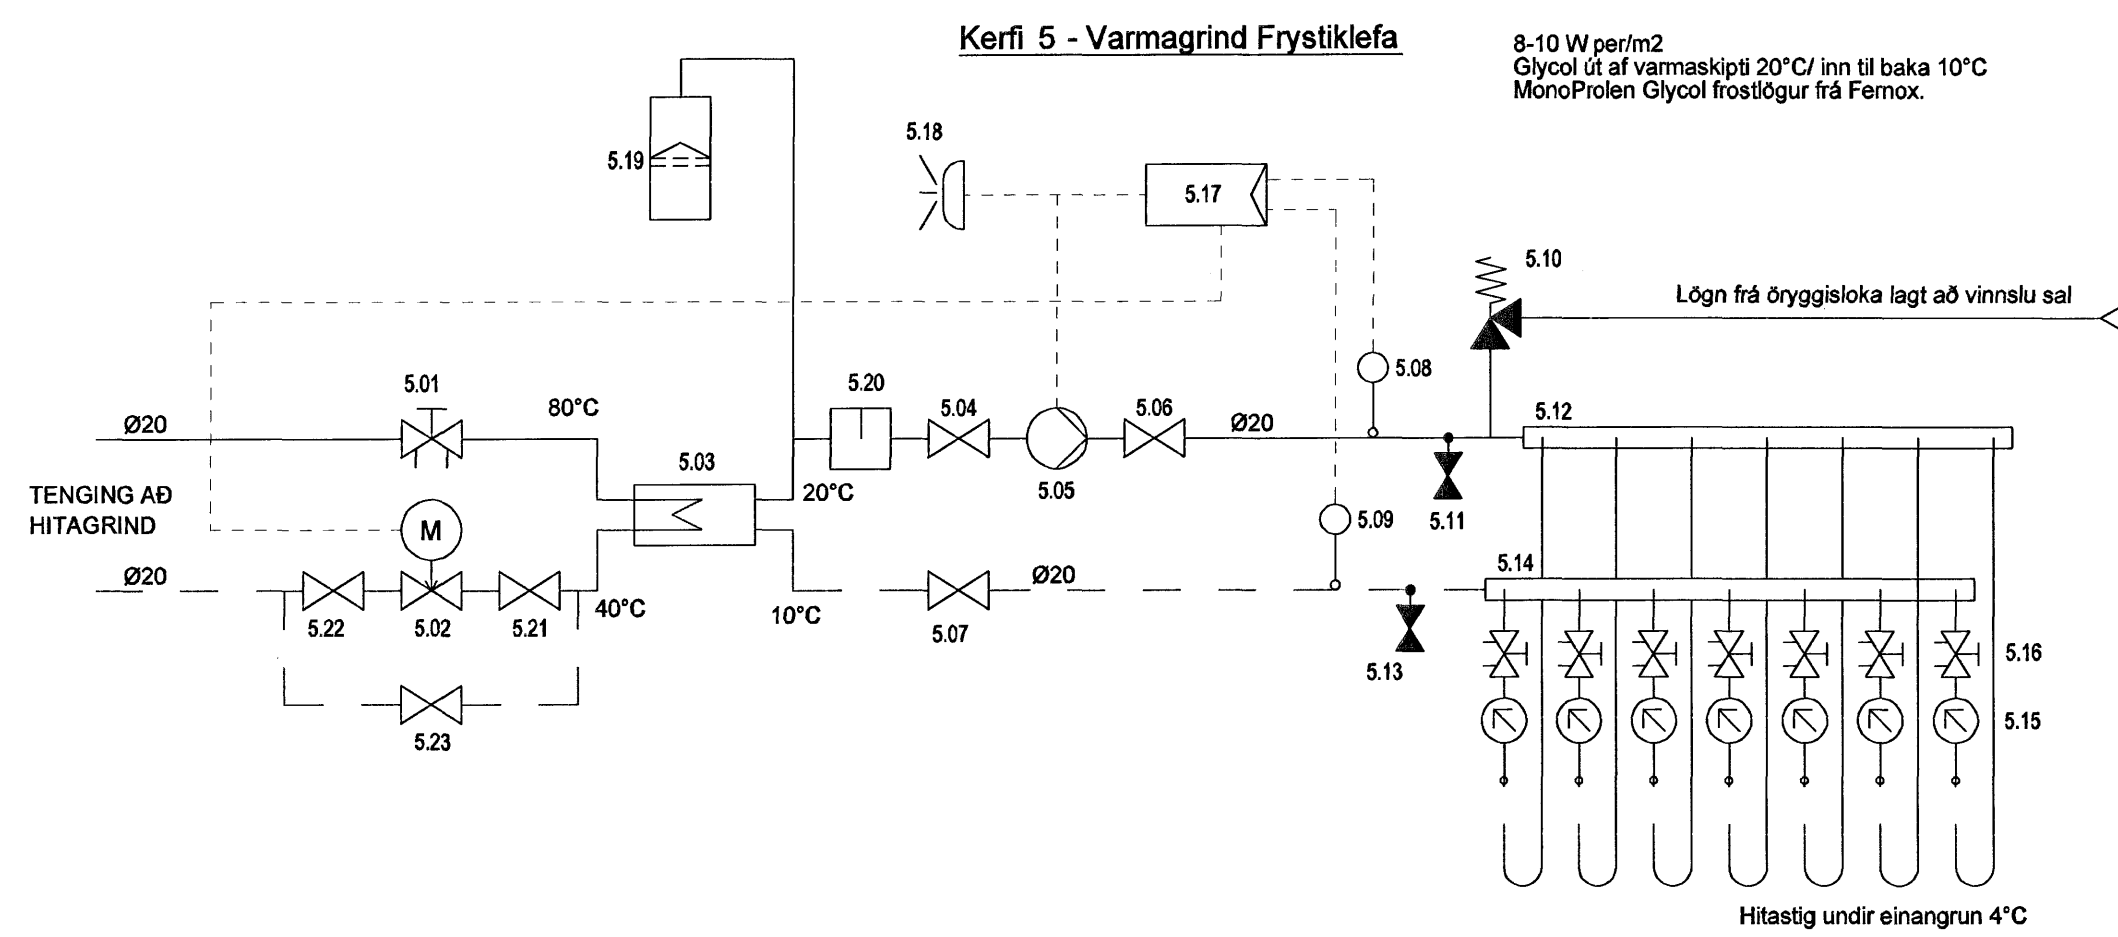 Kerfi 5 - Varmagrind Frystiklefa
8-10 W per/m2
Glycol út af varmaskipti 20°C/ inn til baka 10°C
MonoProlen Glycol frostlögur frá Fernox.
5.18
5.19
5.17
5.10
Lögn frá öryggisloka lagt að vinnslu sal
5.08
5.01
5.20
80°C
5.04
5.06
5.12
Ø20
Ø20
5.03
20°C
5.05
TENGING AÐ
HITAGRIND
M
5.09
5.11
5.14
Ø20
Ø20
40°C
10°C
5.22
5.02
5.21
5.07
5.13
5.16
5.15
5.23
Hitastig undir einangrun 4°C